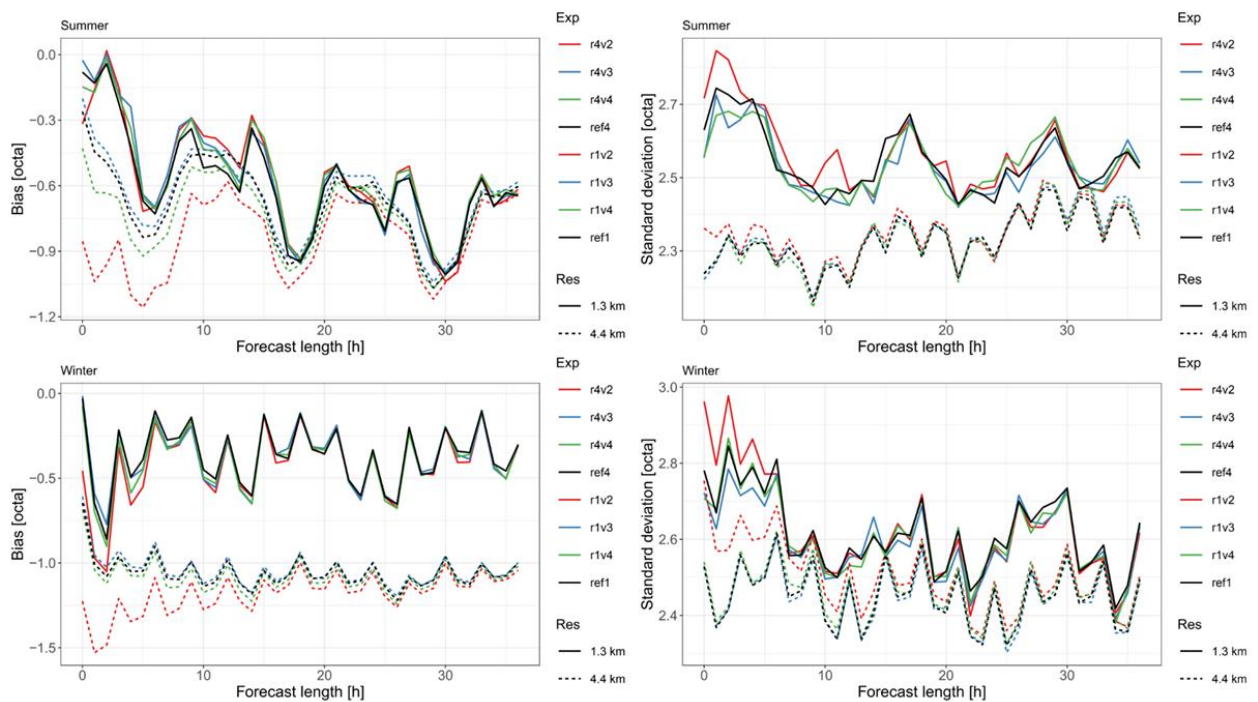 Summer
Bias [octa]
0.0
−0.3
−0.6
−0.9
−1.2
0
10
20
30
Forecast length [h]
Exp
r4v2
r4v3
r4v4
ref4
r1v2
r1v3
r1v4
ref1
Res
1.3 km
4.4 km
Summer
Standard deviation [octa]
2.7
2.5
2.3
0
10
20
30
Forecast length [h]
Exp
r4v2
r4v3
r4v4
ref4
r1v2
r1v3
r1v4
ref1
Res
1.3 km
4.4 km
Winter
Bias [octa]
0.0
−0.5
−1.0
−1.5
0
10
20
30
Forecast length [h]
Exp
r4v2
r4v3
r4v4
ref4
r1v2
r1v3
r1v4
ref1
Res
1.3 km
4.4 km
Winter
Standard deviation [octa]
3.0
2.8
2.6
2.4
0
10
20
30
Forecast length [h]
Exp
r4v2
r4v3
r4v4
ref4
r1v2
r1v3
r1v4
ref1
Res
1.3 km
4.4 km